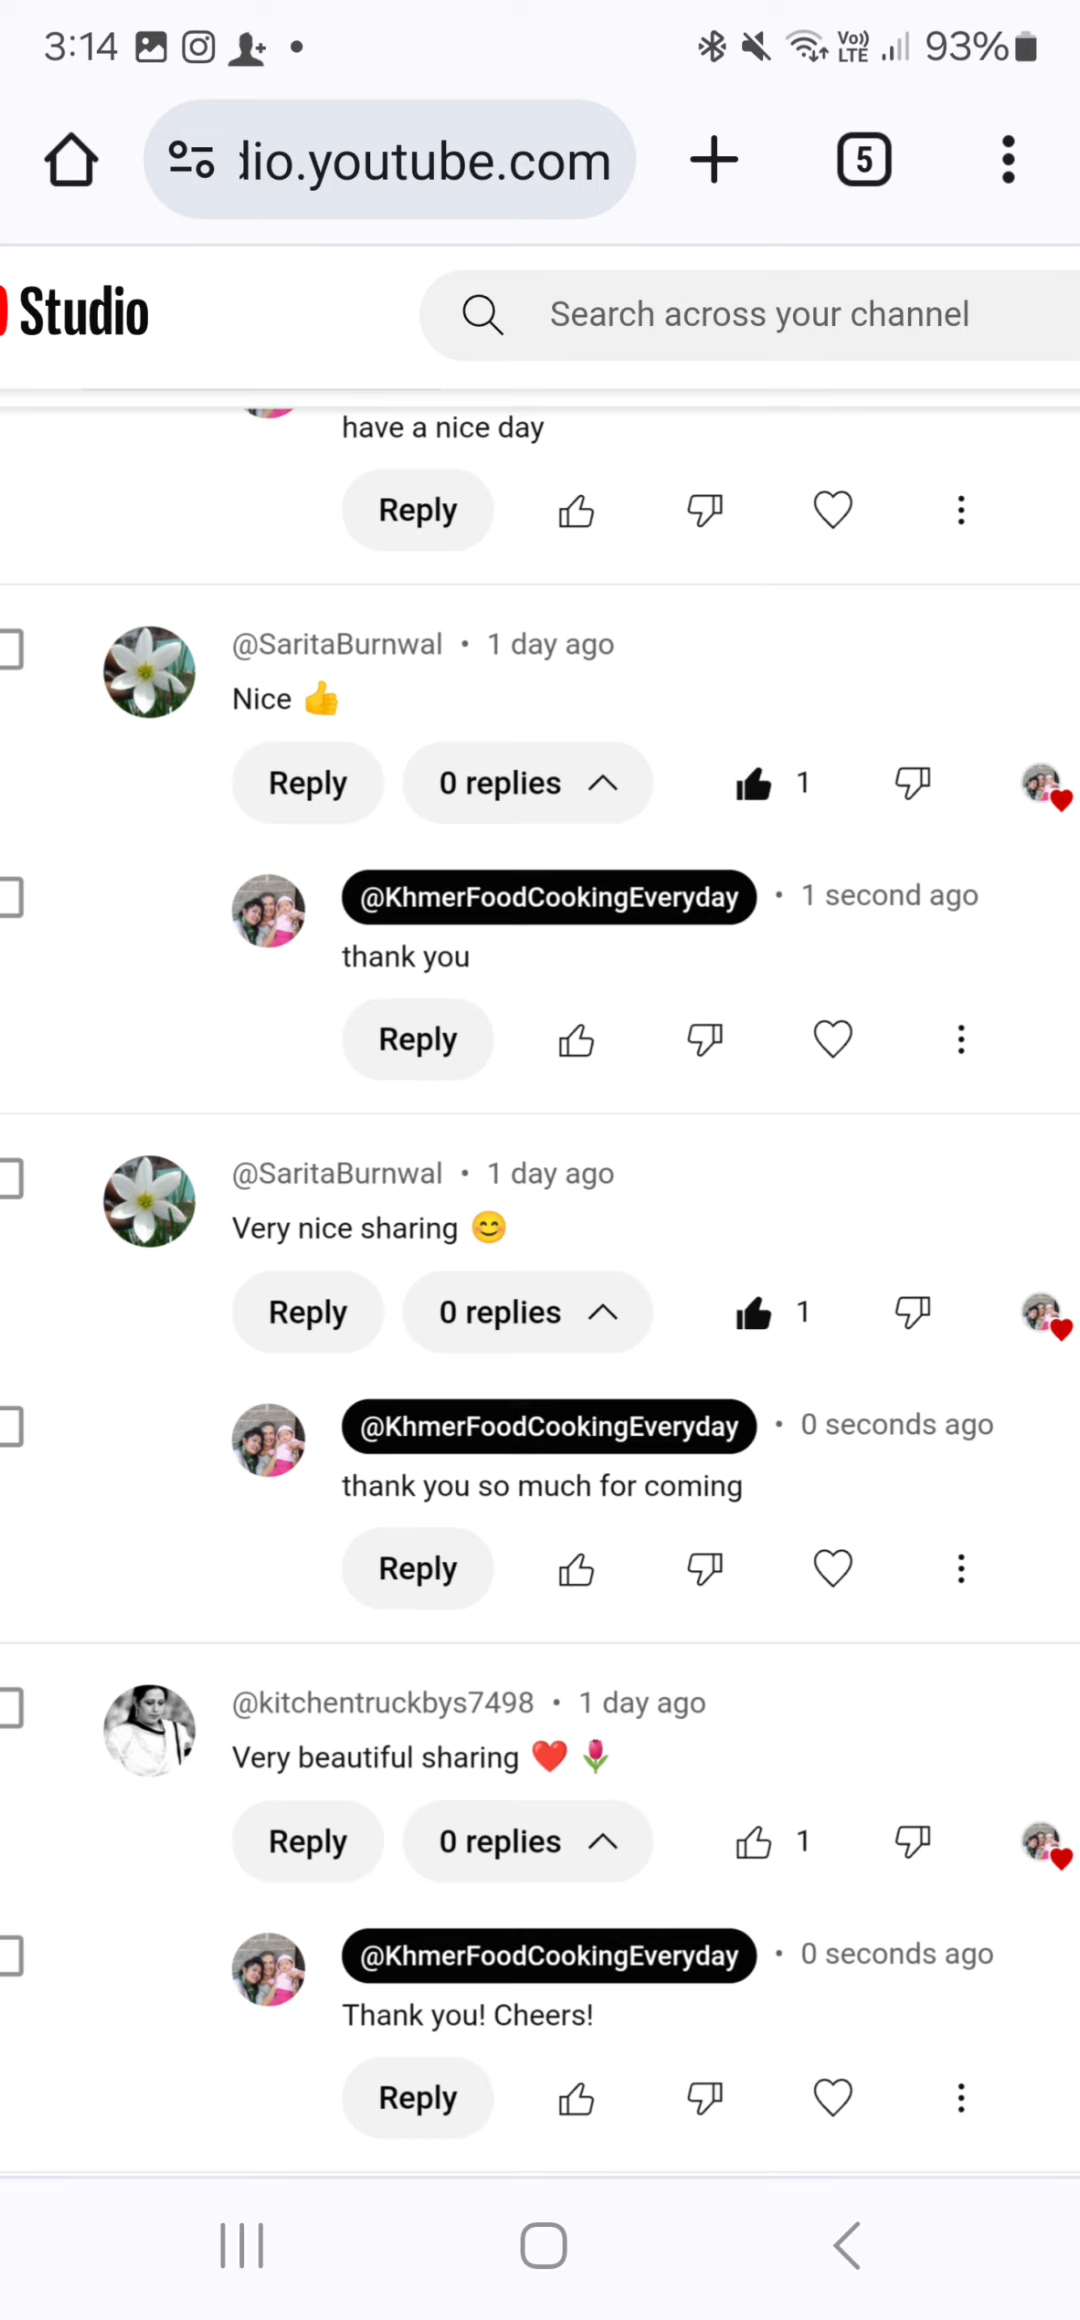 3:14 Vo)) LTE 93%
dio.youtube.com 5
Studio Search across your channel
have a nice day
Reply
@SaritaBurnwal • 1 day ago
Nice 👍
Reply 0 replies 1
@KhmerFoodCookingEveryday • 1 second ago
thank you
Reply
@SaritaBurnwal • 1 day ago
Very nice sharing 😊
Reply 0 replies 1
@KhmerFoodCookingEveryday • 0 seconds ago
thank you so much for coming
Reply
@kitchentruckbys7498 • 1 day ago
Very beautiful sharing ❤️ 🌷
Reply 0 replies 1
@KhmerFoodCookingEveryday • 0 seconds ago
Thank you! Cheers!
Reply